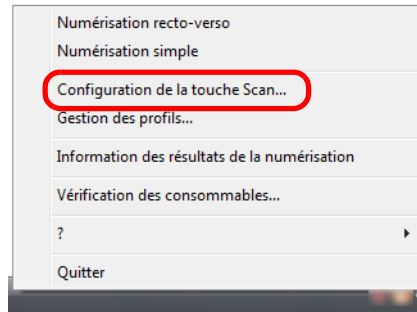 Numérisation recto-verso
Numérisation simple
Configuration de la touche Scan...
Gestion des profils...
Information des résultats de la numérisation
Vérification des consommables...
?
Quitter